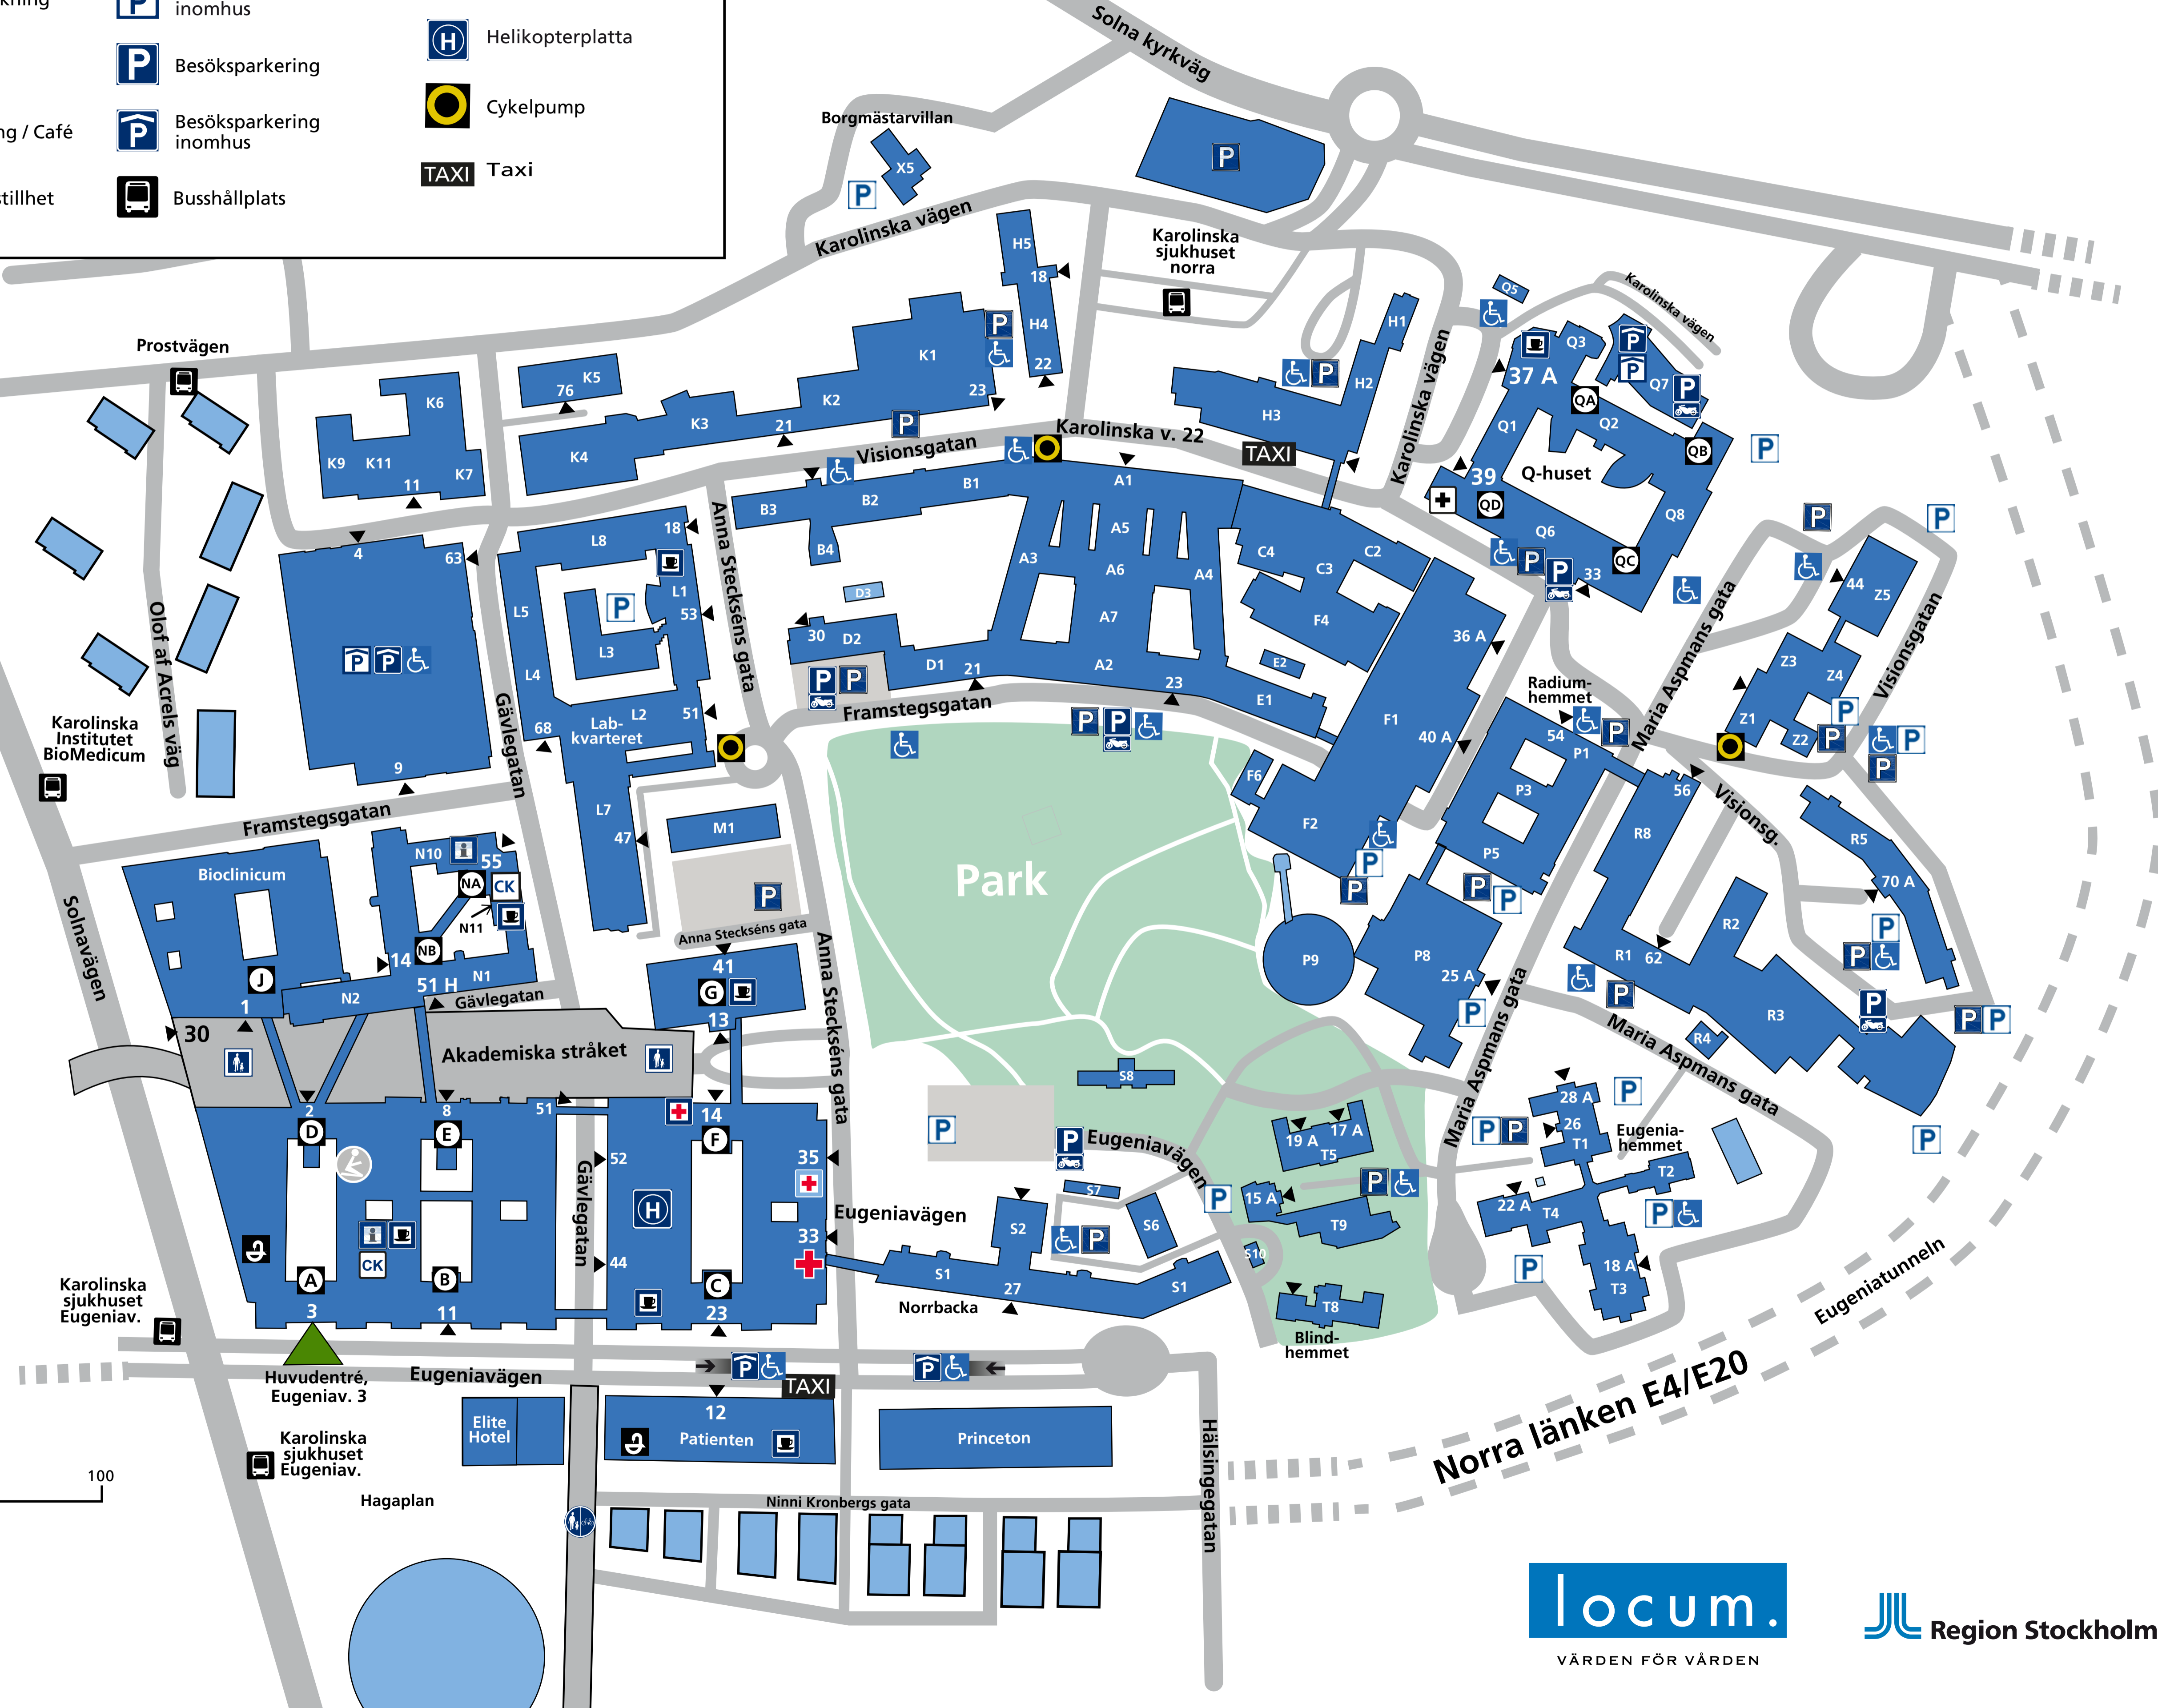 inomhus
Besöksparkering
Besöksparkering
inomhus
Busshållplats
ng / Café
stillhet
H
Helikopterplatta
Cykelpump
TAXI
Taxi
P
P
P
Solna kyrkväg
Borgmästarvillan
X5
P
P
Karolinska vägen
Karolinska
sjukhuset
norra
H5
18
H4
22
P
K1
K2
23
K3
21
K4
K5
76
P
Prostvägen
K6
K9
K11
K7
11
Visionsgatan
Karolinska v. 22
TAXI
H1
H2
H3
P
Karolinska vägen
Karolinska vägen
Q5
Q3
37 A
P
P
Q7
P
QA
Q1
Q2
QB
P
39
Q-huset
QD
Q6
Q8
QC
P
P
33
Olof af Acrels väg
4
63
P
P
9
Gävlegatan
L8
18
L5
L1
P
53
L3
L4
L2
51
68
Lab-
kvarteret
L7
47
Anna Steckséns gata
B3
B2
B1
B4
D3
30
D2
D1
21
P
P
A1
A5
A3
A6
A4
A7
A2
23
C4
C2
C3
F4
E2
E1
36 A
F1
40 A
F6
F2
Framstegsgatan
P
P
P
P
Radium-
hemmet
54
P1
P
P3
P5
P
P
P8
25 A
P
P9
Maria Aspmans gata
Visionsgatan
P
P
44
Z5
Z3
Z4
Z1
Z2
P
P
P
P
Visionsg.
56
R8
R5
70 A
P
P
R2
R1
62
P
R3
R4
P
P
P
P
Maria Aspmans gata
Maria Aspmans gata
Karolinska
Institutet
BioMedicum
Framstegsgatan
Solnavägen
Bioclinicum
J
1
30
N10
55
NA
CK
N11
NB
14
51 H
N1
N2
Gävlegatan
Akademiska stråket
M1
P
Anna Steckséns gata
41
G
13
Anna Steckséns gata
Park
2
D
8
E
51
14
F
52
35
H
44
33
A
CK
B
C
3
11
23
Gävlegatan
Eugeniavägen
S8
P
P
Eugeniavägen
S7
S2
P
S6
S1
27
S1
Norrbacka
S10
P
19 A
17 A
T5
P
15 A
T9
T8
Blind-
hemmet
P
P
28 A
26
T1
P
Eugenia-
hemmet
T2
22 A
T4
P
P
18 A
T3
Karolinska
sjukhuset
Eugeniav.
Huvudentré,
Eugeniav. 3
Eugeniavägen
P
P
TAXI
Karolinska
sjukhuset
Eugeniav.
Elite
Hotel
12
Patienten
Princeton
Hagaplan
Ninni Kronbergs gata
Hälsingegatan
Norra länken E4/E20
Eugeniatunneln
100
locum.
VÄRDEN FÖR VÅRDEN
Region Stockholm